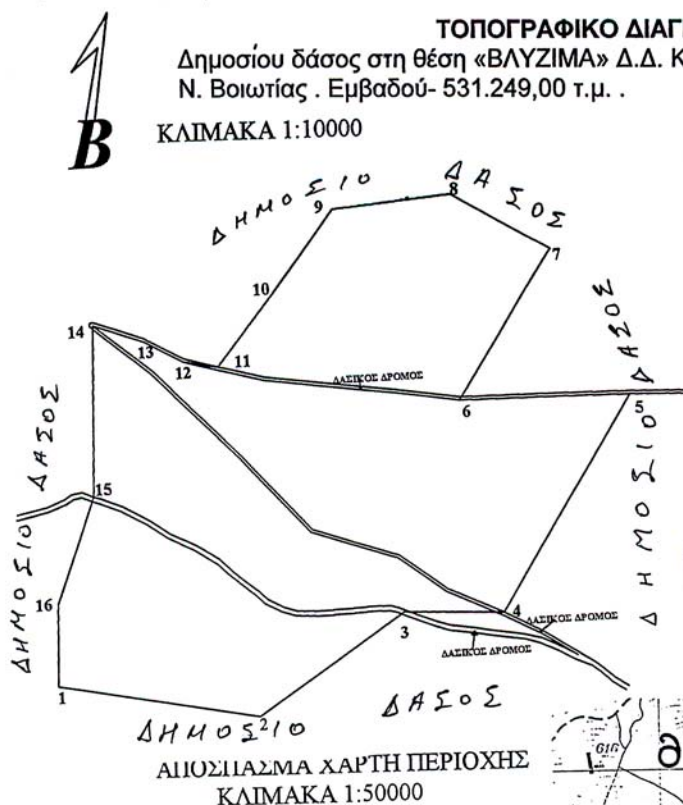 ΤΟΠΟΓΡΑΦΙΚΟ ΔΙΑΓ
Δημοσίου δάσος στη θέση «ΒΛΥΖΙΜΑ» Δ.Δ. Κ
Ν. Βοιωτίας . Εμβαδού- 531.249,00 τ.μ. .
Β
ΚΛΙΜΑΚΑ 1:10000
ΔΗΜΟΣΙΟ ΔΑΣΟΣ
8
9
7
10
ΔΗΜΟΣΙΟ ΔΑΣΟΣ
14
13
12
11
ΔΑΣΙΚΟΣ ΔΡΟΜΟΣ
6
5
ΔΗΜΟΣΙΟ ΔΑΣΟΣ
15
16
3
4
ΔΑΣΙΚΟΣ ΔΡΟΜΟΣ
ΔΑΣΙΚΟΣ ΔΡΟΜΟΣ
1
2
ΔΗΜΟΣΙΟ ΔΑΣΟΣ
616
ΑΠΟΣΠΑΣΜΑ ΧΑΡΤΗ ΠΕΡΙΟΧΗΣ
ΚΛΙΜΑΚΑ 1:50000